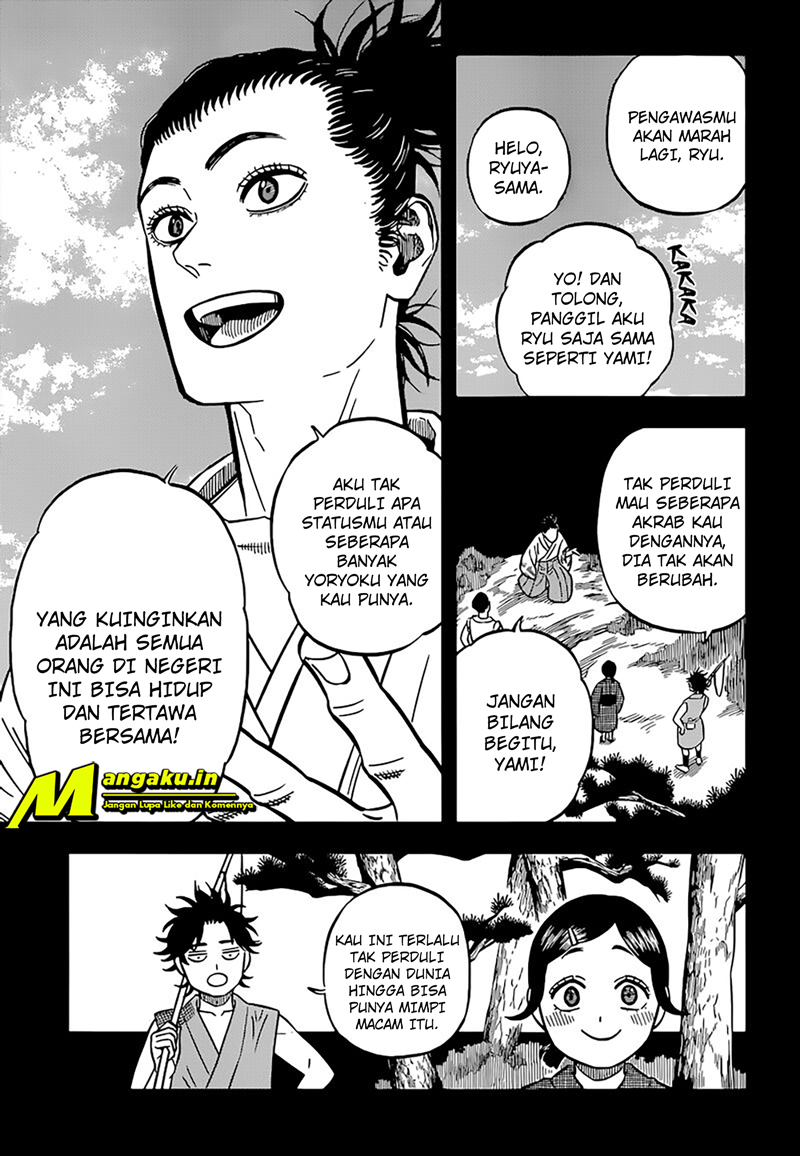 PENGAWASMU
AKAN MARAH
LAGI, RYU.
HELO,
RYUYA-
SAMA.
KAKAKA
YO! DAN
TOLONG,
PANGGIL AKU
RYU SAJA SAMA
SEPERTI YAMI!
TAK PERDULI
MAU SEBERAPA
AKRAB KAU
DENGANNYA,
DIA TAK AKAN
BERUBAH.
JANGAN
BILANG
BEGITU,
YAMI!
AKU TAK
PERDULI APA
STATUSMU ATAU
SEBERAPA
BANYAK
YORYOKU YANG
KAU PUNYA.
YANG KUINGINKAN
ADALAH SEMUA
ORANG DI NEGERI
INI BISA HIDUP
DAN TERTAWA
BERSAMA!
Mangaku.in
Jangan Lupa Like dan Komennya
KAU INI TERLALU
TAK PERDULI
DENGAN DUNIA
HINGGA BISA
PUNYA MIMPI
MACAM ITU.